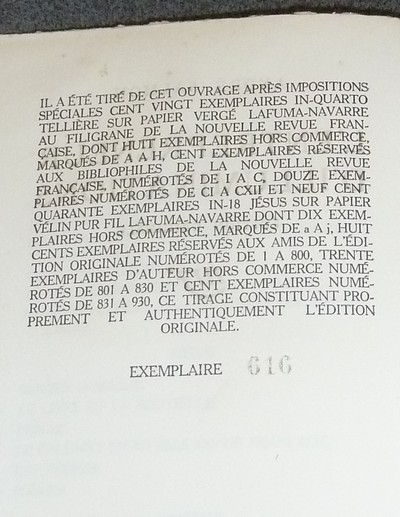 IL A ÉTÉ TIRÉ DE CET OUVRAGE APRÈS IMPOSITIONS
SPÉCIALES CENT VINGT EXEMPLAIRES IN-QUARTO
TELLIÈRE SUR PAPIER VERGÉ LAFUMA-NAVARRE
AU FILIGRANE DE LA NOUVELLE REVUE FRAN-
ÇAISE, DONT HUIT EXEMPLAIRES HORS COMMERCE,
MARQUÉS DE A A H, CENT EXEMPLAIRES RÉSERVÉS
AUX BIBLIOPHILES DE LA NOUVELLE REVUE
FRANÇAISE, NUMÉROTÉS DE I A C, DOUZE EXEM-
PLAIRES NUMÉROTÉS DE CI A CXII ET NEUF CENT
QUARANTE EXEMPLAIRES IN-18 JÉSUS SUR PAPIER
VÉLIN PUR FIL LAFUMA-NAVARRE DONT DIX EXEM-
PLAIRES HORS COMMERCE, MARQUÉS DE a A j, HUIT
CENTS EXEMPLAIRES RÉSERVÉS AUX AMIS DE L'ÉDI-
TION ORIGINALE NUMÉROTÉS DE 1 A 800, TRENTE
EXEMPLAIRES D'AUTEUR HORS COMMERCE NUMÉ-
ROTÉS DE 801 A 830 ET CENT EXEMPLAIRES NUMÉ-
ROTÉS DE 831 A 930, CE TIRAGE CONSTITUANT PRO-
PREMENT ET AUTHENTIQUEMENT L'ÉDITION
ORIGINALE.
EXEMPLAIRE 616